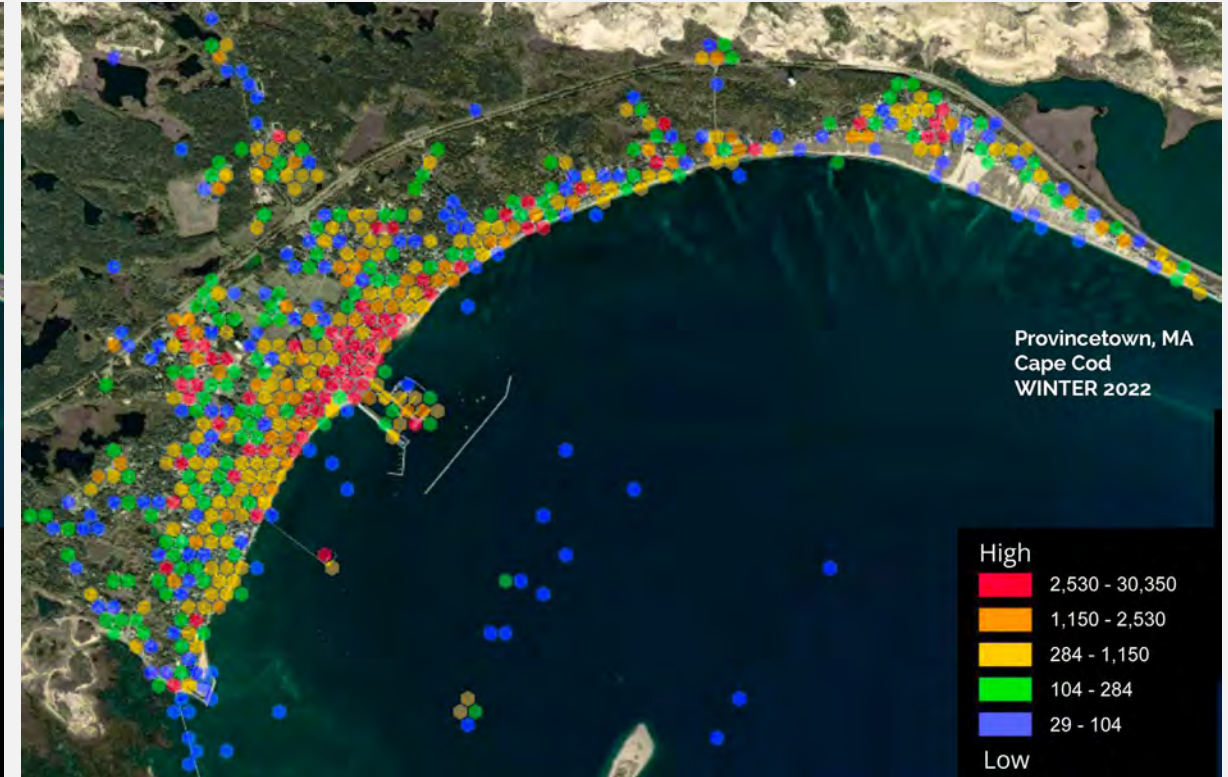 Provincetown, MA
Cape Cod
WINTER 2022
High
2,530 - 30,350
1,150 - 2,530
284 - 1,150
104 - 284
29 - 104
Low